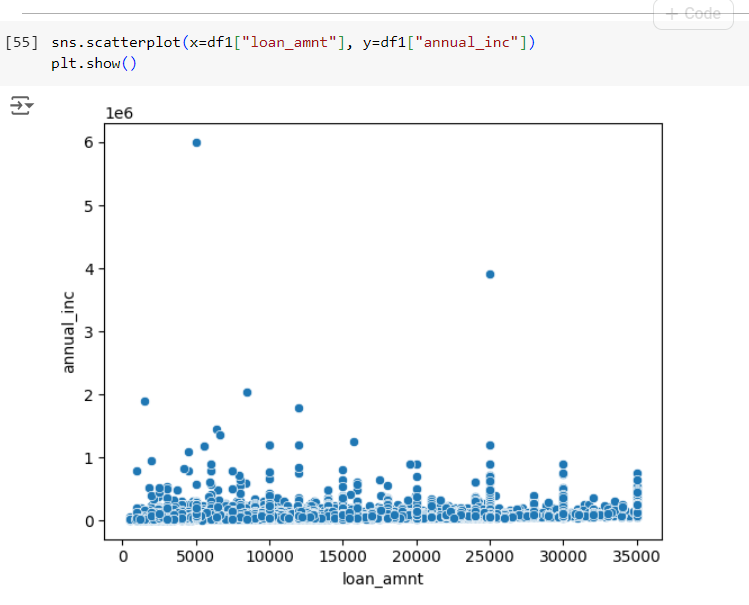 + Code
[55] sns.scatterplot(x=df1["loan_amnt"], y=df1["annual_inc"])
plt.show()
1e6
6
5
4
3
2
1
0
annual_inc
0 5000 10000 15000 20000 25000 30000 35000
loan_amnt